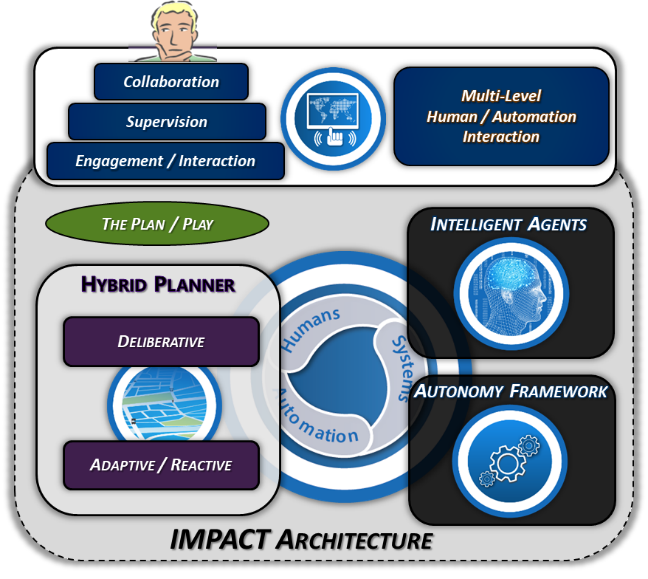 Collaboration
Supervision
Engagement / Interaction
Multi-Level
Human / Automation
Interaction
THE PLAN / PLAY
HYBRID PLANNER
DELIBERATIVE
ADAPTIVE / REACTIVE
Humans
Systems
Automation
INTELLIGENT AGENTS
AUTONOMY FRAMEWORK
IMPACT ARCHITECTURE